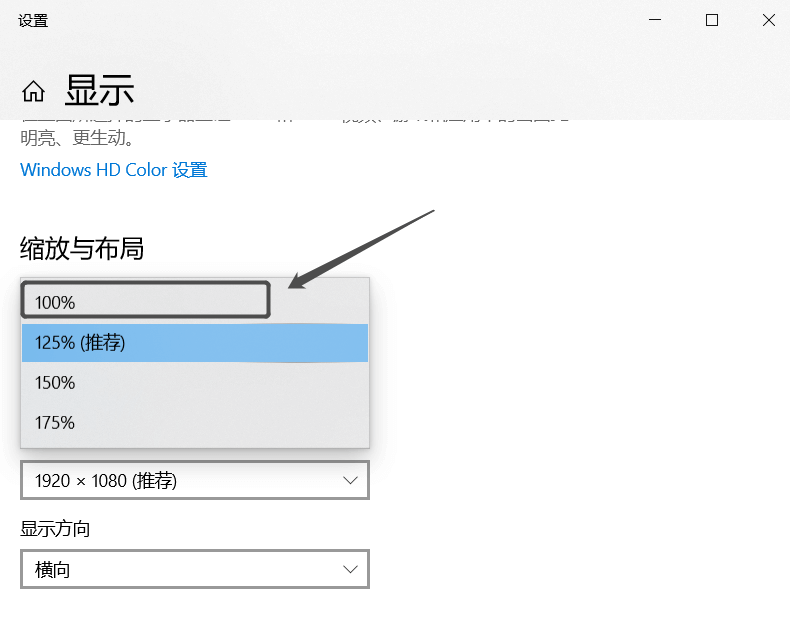 设置
显示
明亮、更生动。
Windows HD Color 设置
缩放与布局
100%
125% (推荐)
150%
175%
1920 × 1080 (推荐)
显示方向
横向